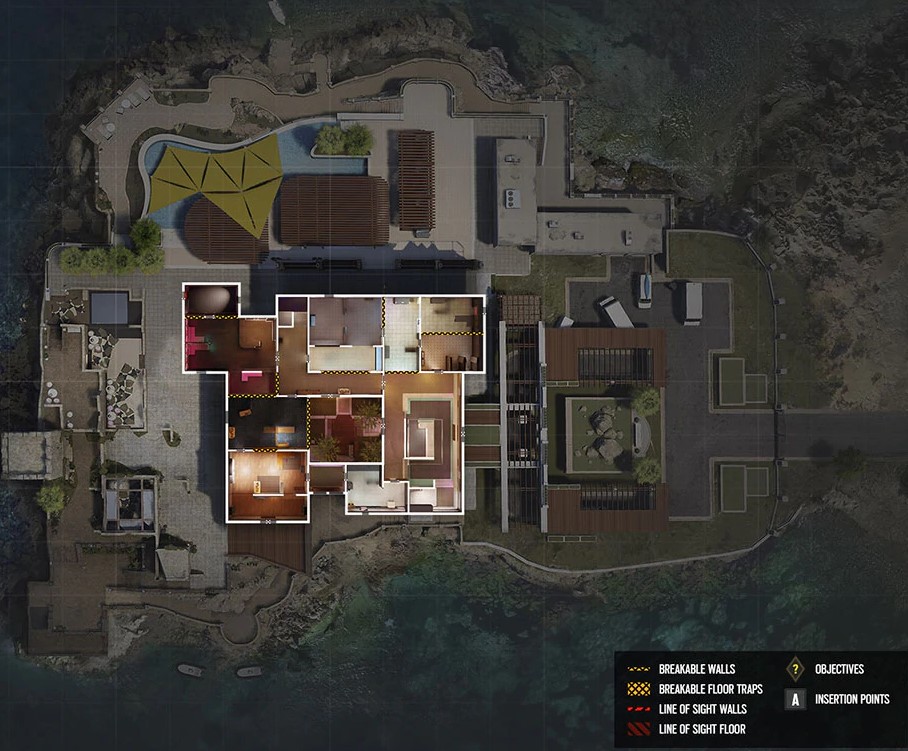 BREAKABLE WALLS
BREAKABLE FLOOR TRAPS
LINE OF SIGHT WALLS
LINE OF SIGHT FLOOR
? OBJECTIVES
A INSERTION POINTS